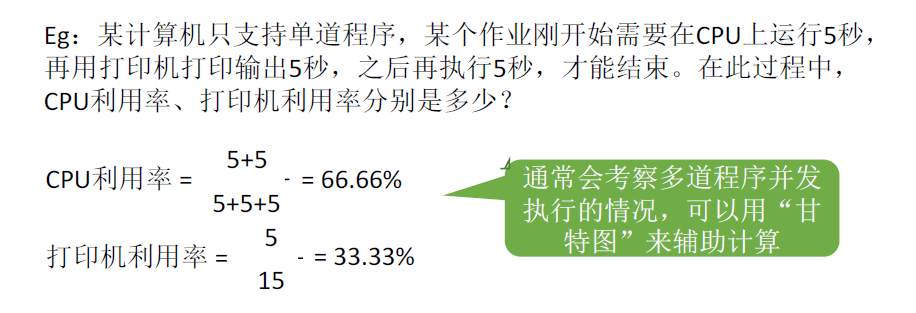 Eg：某计算机只支持单道程序，某个作业刚开始需要在CPU上运行5秒，
再用打印机打印输出5秒，之后再执行5秒，才能结束。在此过程中，
CPU利用率、打印机利用率分别是多少？
5+5
CPU利用率 = - = 66.66%
5+5+5
5
打印机利用率 = - = 33.33%
15
通常会考察多道程序并发
执行的情况，可以用“甘
特图”来辅助计算